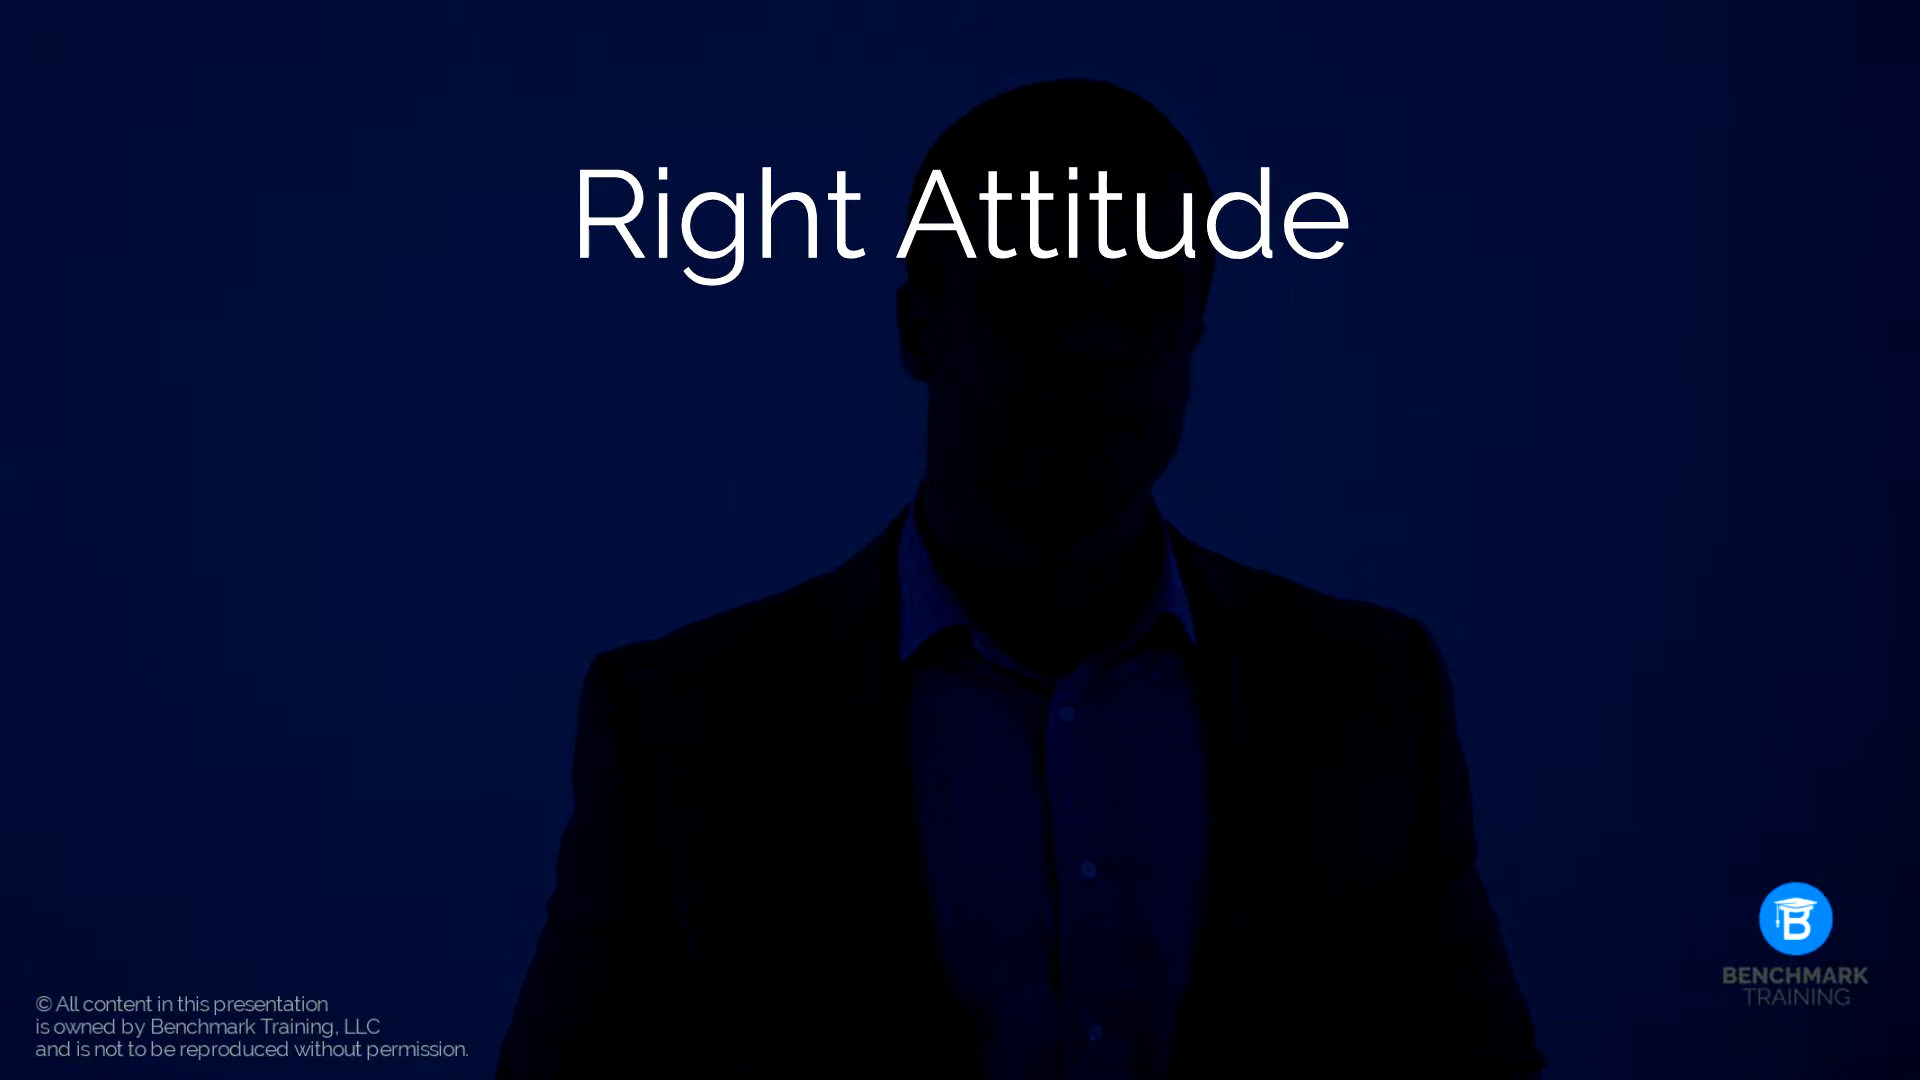 Right Attitude
BENCHMARK
TRAINING
© All content in this presentation
is owned by Benchmark Training, LLC
and is not to be reproduced without permission.